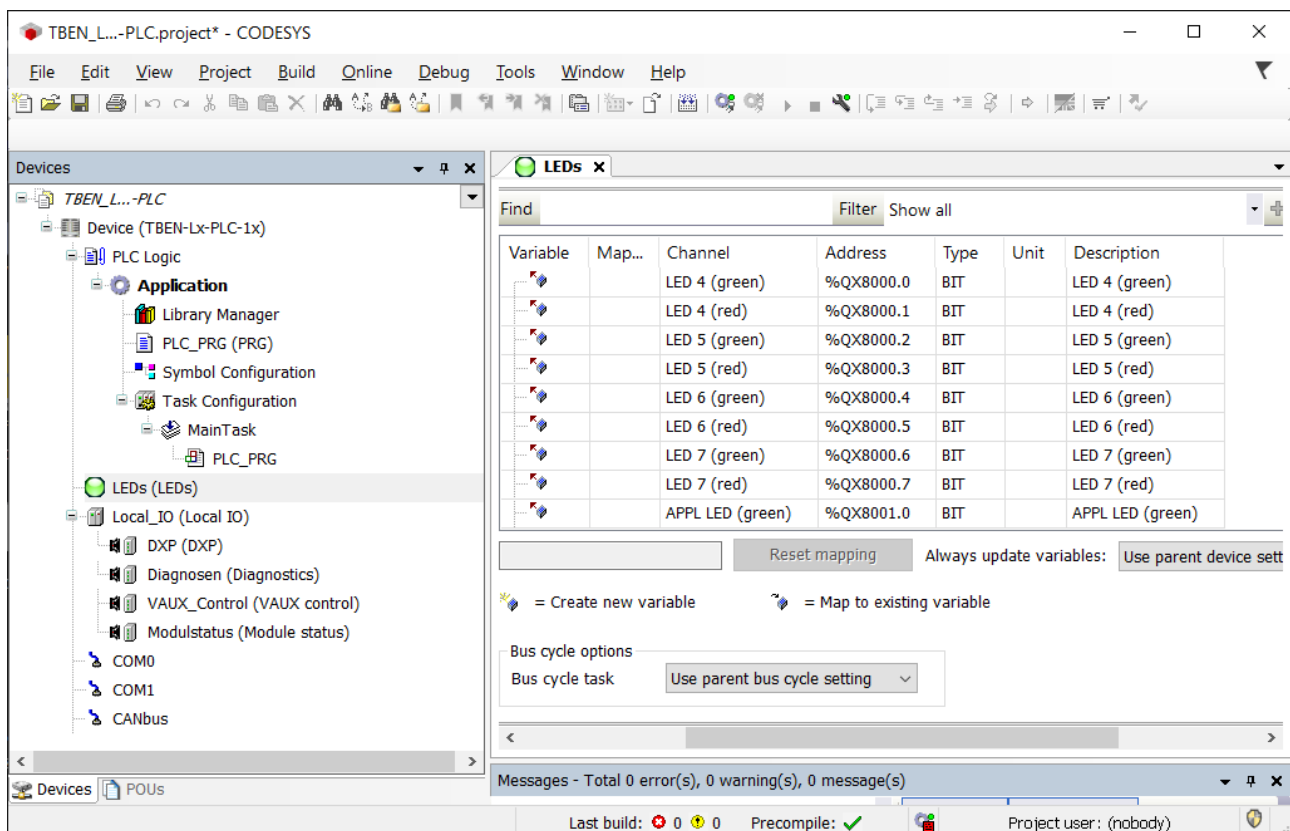 TBEN_L...-PLC.project* - CODESYS
File Edit View Project Build Online Debug Tools Window Help
Devices
TBEN_L...-PLC
Device (TBEN-Lx-PLC-1x)
PLC Logic
Application
Library Manager
PLC_PRG (PRG)
Symbol Configuration
Task Configuration
MainTask
PLC_PRG
LEDs (LEDs)
Local_IO (Local IO)
DXP (DXP)
Diagnosen (Diagnostics)
VAUX_Control (VAUX control)
Modulstatus (Module status)
COM0
COM1
CANbus
Devices POUs
LEDs
Find Filter Show all
Variable Map... Channel Address Type Unit Description
LED 4 (green) %QX8000.0 BIT LED 4 (green)
LED 4 (red) %QX8000.1 BIT LED 4 (red)
LED 5 (green) %QX8000.2 BIT LED 5 (green)
LED 5 (red) %QX8000.3 BIT LED 5 (red)
LED 6 (green) %QX8000.4 BIT LED 6 (green)
LED 6 (red) %QX8000.5 BIT LED 6 (red)
LED 7 (green) %QX8000.6 BIT LED 7 (green)
LED 7 (red) %QX8000.7 BIT LED 7 (red)
APPL LED (green) %QX8001.0 BIT APPL LED (green)
Reset mapping Always update variables: Use parent device sett
= Create new variable = Map to existing variable
Bus cycle options
Bus cycle task Use parent bus cycle setting
Messages - Total 0 error(s), 0 warning(s), 0 message(s)
Last build: 0 0 Precompile: Project user: (nobody)